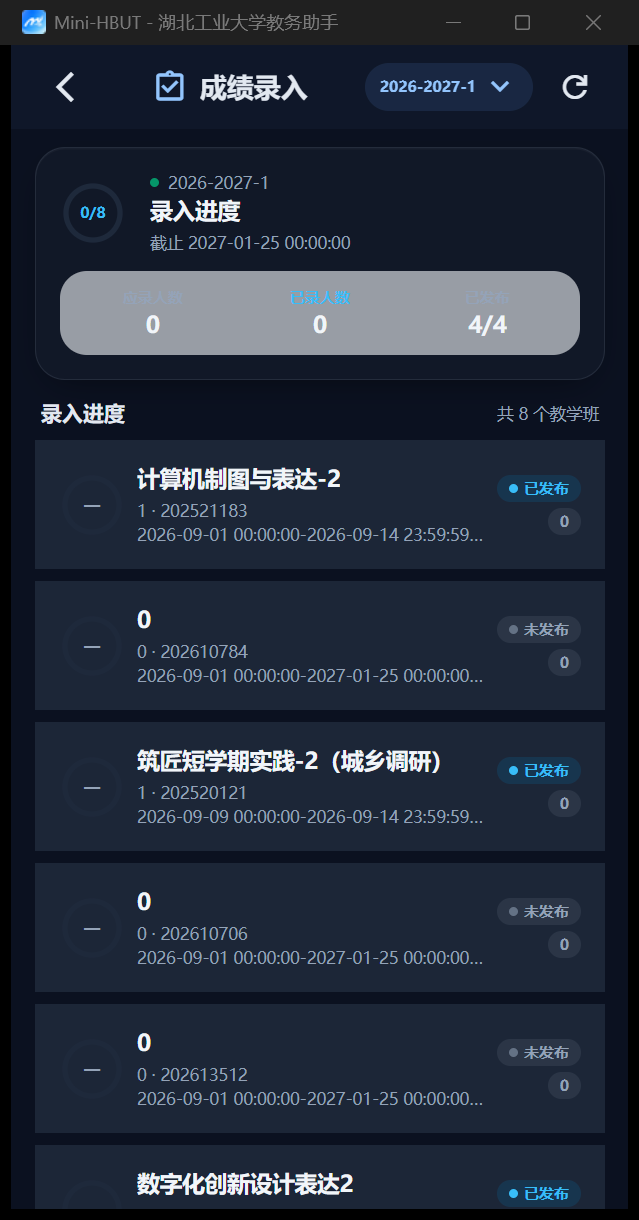 Mini-HBUT - 湖北工业大学教务助手
成绩录入
2026-2027-1
0/8
2026-2027-1
录入进度
截止 2027-01-25 00:00:00
应录人数
已录人数
已发布
0
0
4/4
录入进度
共 8 个教学班
计算机制图与表达-2
已发布
1 · 202521183
0
2026-09-01 00:00:00-2026-09-14 23:59:59...
0
未发布
0 · 202610784
0
2026-09-01 00:00:00-2027-01-25 00:00:00...
筑匠短学期实践-2（城乡调研）
已发布
1 · 202520121
0
2026-09-09 00:00:00-2026-09-14 23:59:59...
0
未发布
0 · 202610706
0
2026-09-01 00:00:00-2027-01-25 00:00:00...
0
未发布
0 · 202613512
0
2026-09-01 00:00:00-2027-01-25 00:00:00...
数字化创新设计表达2
已发布